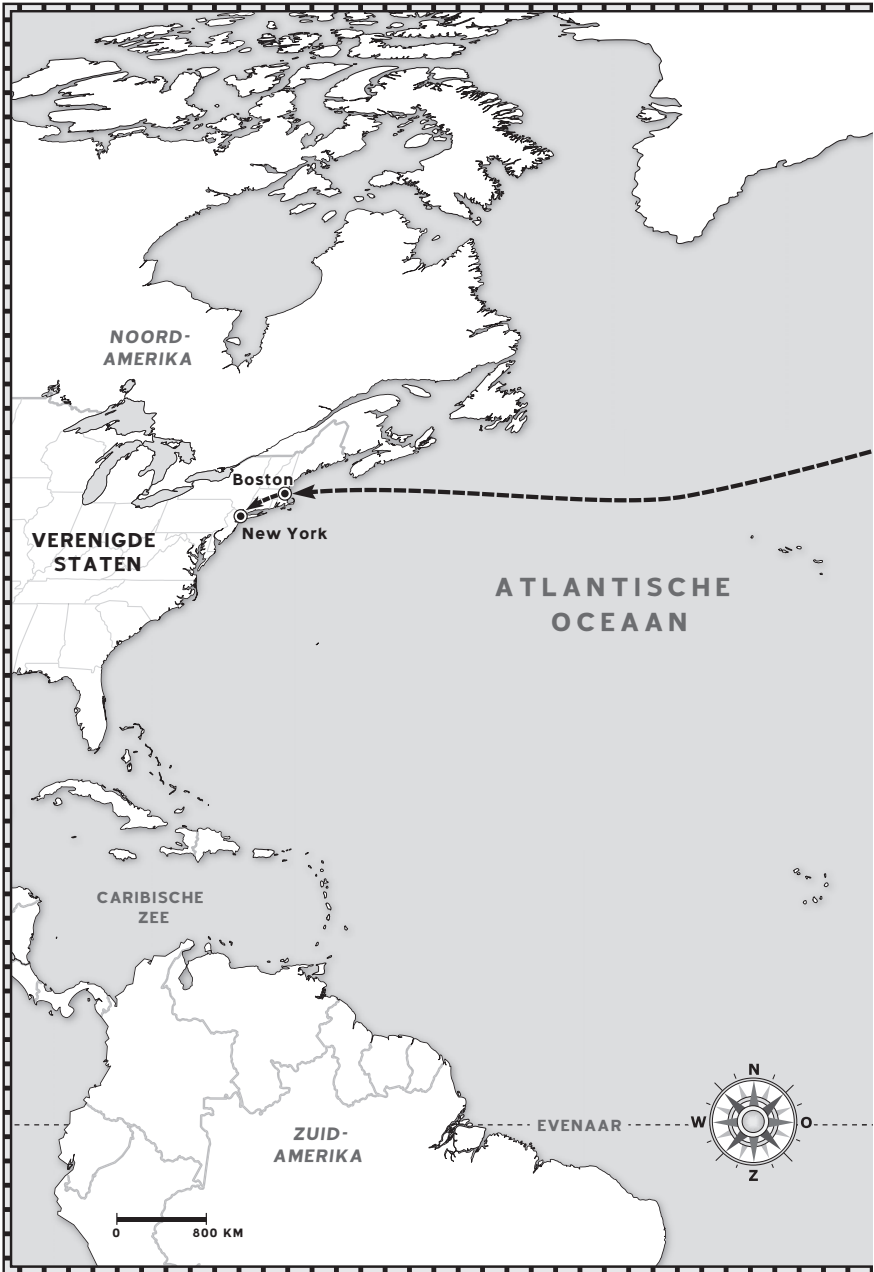 NOORD-
AMERIKA
Boston
New York
VERENIGDE
STATEN
ATLANTISCHE
OCEAAN
CARIBISCHE
ZEE
N
W
O
Z
EVENAAR
ZUID-
AMERIKA
0 800 KM